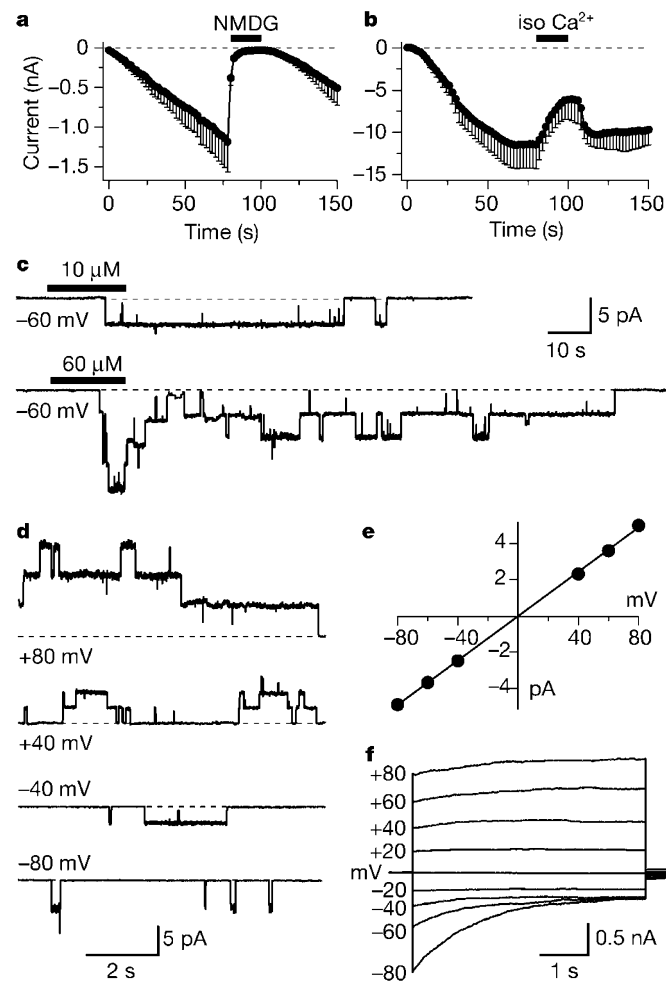 a
NMDG
0
−0.5
−1.0
−1.5
Current (nA)
0 50 100 150
Time (s)
b
iso Ca²⁺
0
−5
−10
−15
0 50 100 150
Time (s)
c
10 µM
−60 mV
5 pA
10 s
60 µM
−60 mV
d
+80 mV
+40 mV
−40 mV
−80 mV
5 pA
2 s
e
4
2
mV
−80 −40
40 80
−2
−4
pA
f
+80
+60
+40
+20
mV
−20
−40
−60
−80
0.5 nA
1 s